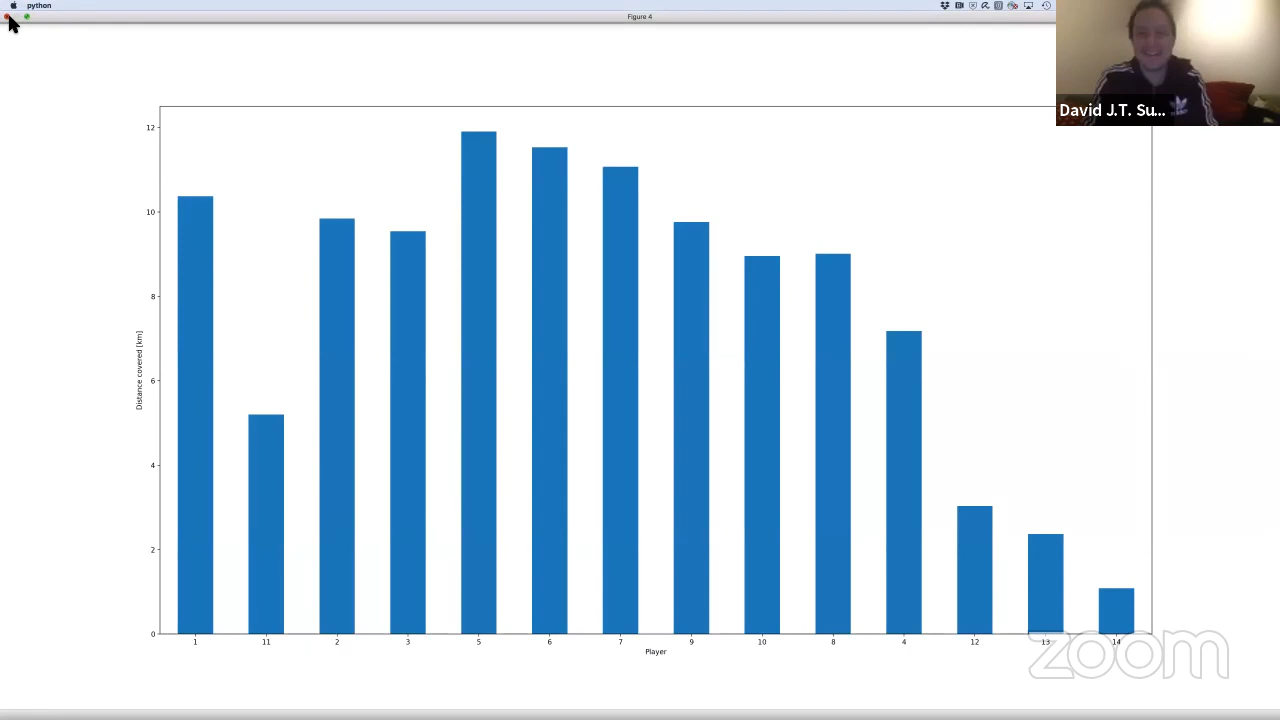 python
Figure 4
David J.T. Su...
12
10
8
6
4
2
0
Distance covered [km]
1 11 2 3 5 6 7 9 10 8 4 12 13 14
Player
zoom